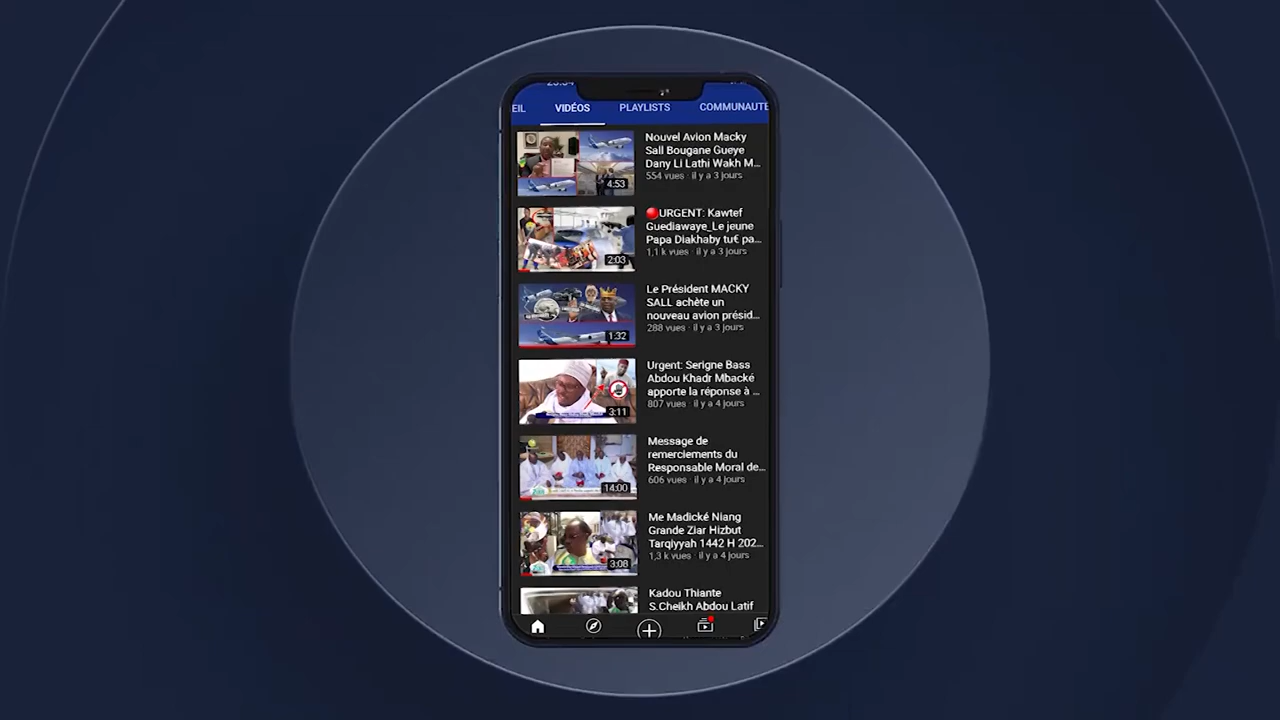 EIL VIDÉOS PLAYLISTS COMMUNAUTÉ
Nouvel Avion Macky
Sall Bougane Gueye
Dany Li Lathi Wakh M...
554 vues · il y a 3 jours
4:53
URGENT: Kawtef
Guediawaye_Le jeune
Papa Diakhaby tu€ pa...
1,1 k vues · il y a 3 jours
2:03
Le Président MACKY
SALL achète un
nouveau avion présid...
288 vues · il y a 3 jours
1:32
Urgent: Serigne Bass
Abdou Khadr Mbacké
apporte la réponse à ...
807 vues · il y a 4 jours
3:11
Message de
remerciements du
Responsable Moral de...
606 vues · il y a 4 jours
14:00
Me Madické Niang
Grande Ziar Hizbut
Tarqiyyah 1442 H 202...
1,3 k vues · il y a 4 jours
3:08
Kadou Thiante
S.Cheikh Abdou Latif